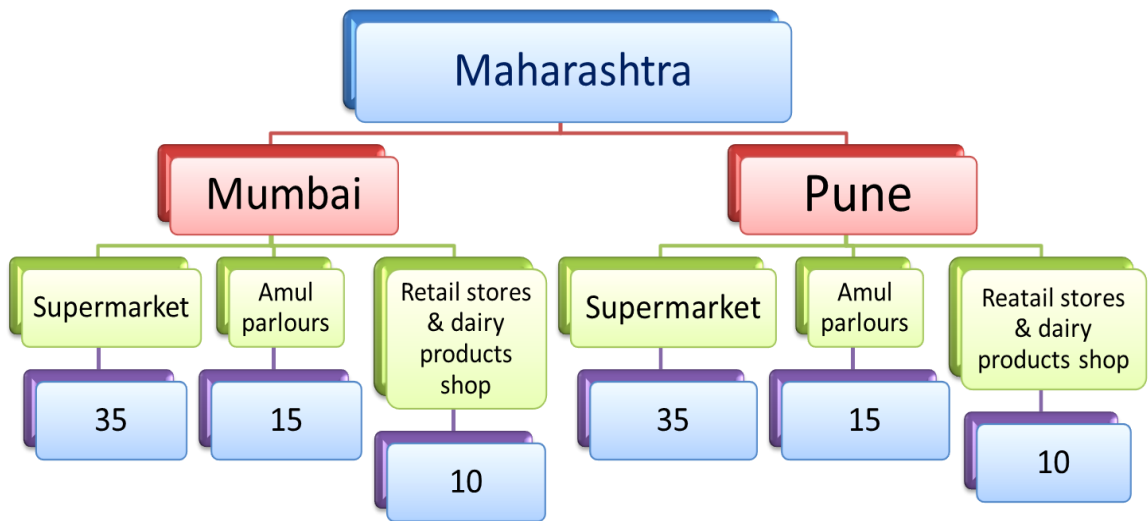 Maharashtra
Mumbai
Pune
Supermarket
Amul
parlours
Retail stores
& dairy
products
shop
Supermarket
Amul
parlours
Reatail stores
& dairy
products shop
35
15
10
35
15
10